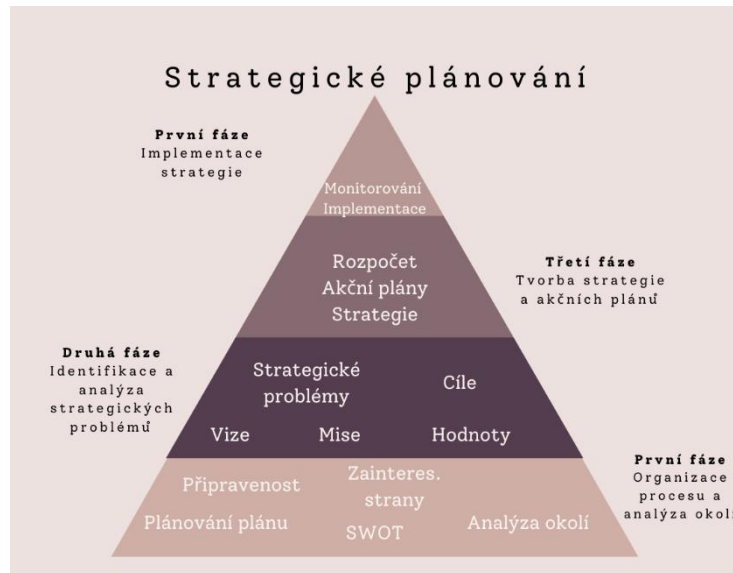 Strategické plánování
První fáze
Implementace
strategie
Monitorování
Implementace
Rozpočet
Akční plány
Strategie
Třetí fáze
Tvorba strategie
a akčních plánů
Druhá fáze
Identifikace a
analýza
strategických
problémů
Strategické
problémy
Cíle
Vize Mise Hodnoty
První fáze
Organizace
procesu a
analýza okolí
Připravenost
Zainteres.
strany
Plánování plánu
SWOT
Analýza okolí